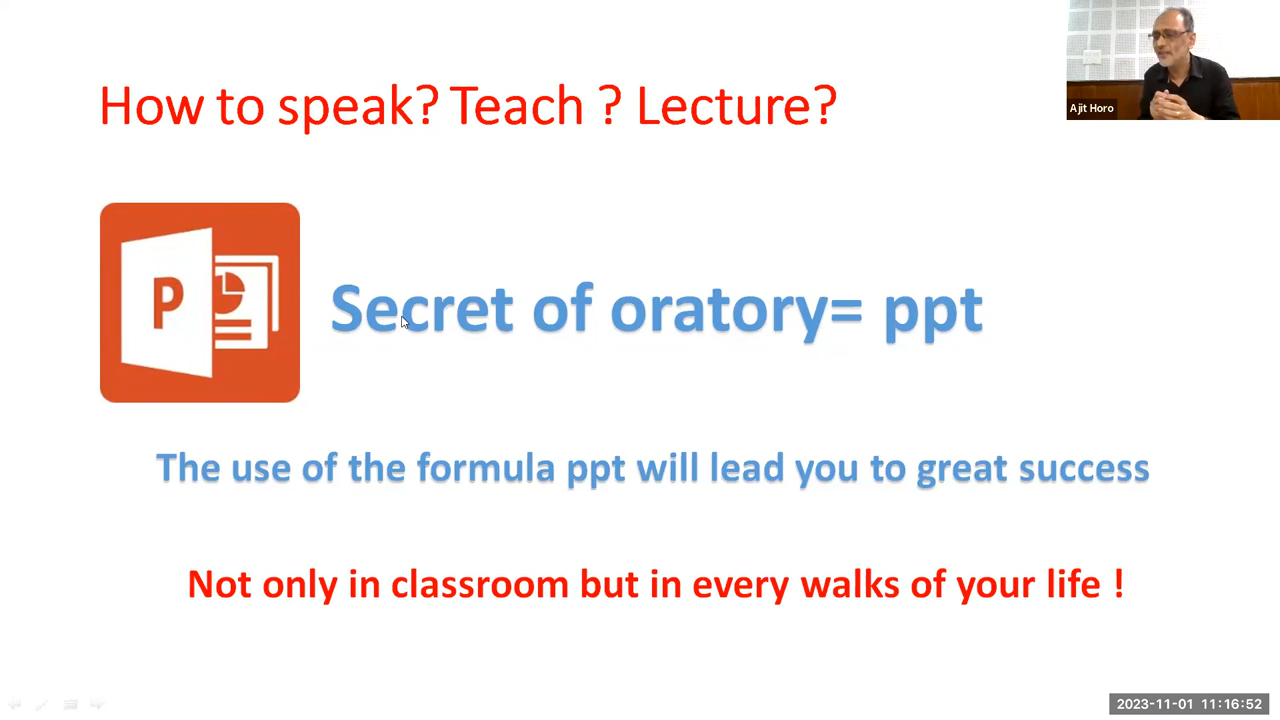 How to speak? Teach ? Lecture?
Ajit Horo
P
Secret of oratory= ppt
The use of the formula ppt will lead you to great success
Not only in classroom but in every walks of your life !
2023-11-01 11:16:52